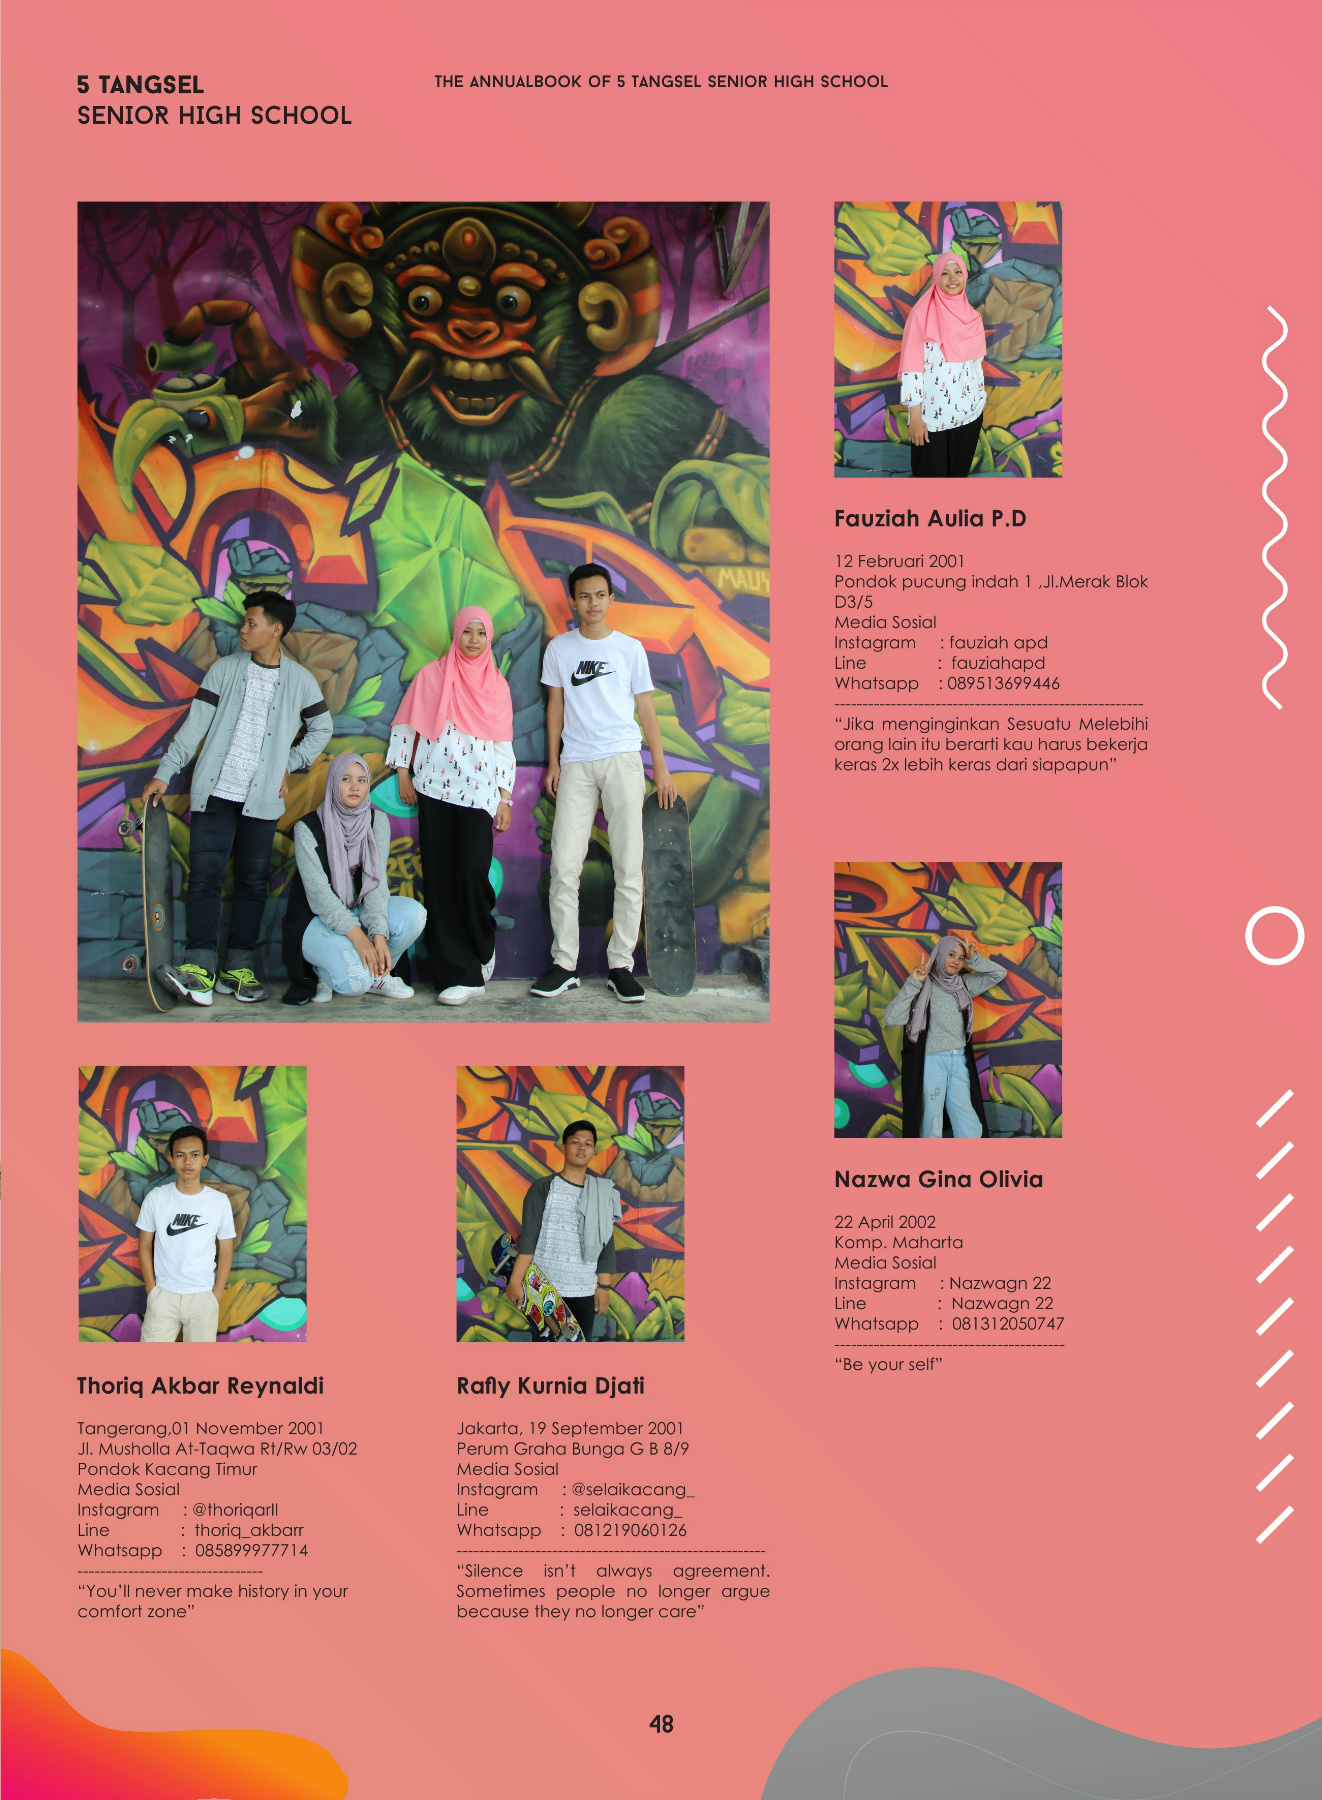 5 TANGSEL
SENIOR HIGH SCHOOL
THE ANNUALBOOK OF 5 TANGSEL SENIOR HIGH SCHOOL
MAUY
NIKE
Fauziah Aulia P.D
12 Februari 2001
Pondok pucung indah 1 ,Jl.Merak Blok
D3/5
Media Sosial
Instagram : fauziah apd
Line : fauziahapd
Whatsapp : 089513699446
-------------------------------------------------------
“Jika menginginkan Sesuatu Melebihi
orang lain itu berarti kau harus bekerja
keras 2x lebih keras dari siapapun”
Nazwa Gina Olivia
22 April 2002
Komp. Maharta
Media Sosial
Instagram : Nazwagn 22
Line : Nazwagn 22
Whatsapp : 081312050747
-----------------------------------------
“Be your self”
NIKE
Thoriq Akbar Reynaldi
Tangerang,01 November 2001
Jl. Musholla At-Taqwa Rt/Rw 03/02
Pondok Kacang Timur
Media Sosial
Instagram : @thoriqarll
Line : thoriq_akbarr
Whatsapp : 085899977714
---------------------------------
“You’ll never make history in your
comfort zone”
Rafly Kurnia Djati
Jakarta, 19 September 2001
Perum Graha Bunga G B 8/9
Media Sosial
Instagram : @selaikacang_
Line : selaikacang_
Whatsapp : 081219060126
-------------------------------------------------------
“Silence isn’t always agreement.
Sometimes people no longer argue
because they no longer care”
48